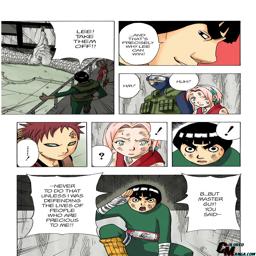 ...AND
THAT'S
PRECISELY
WHY LEE
CAN
WIN!
LEE!
TAKE
THEM
OFF!!
HUH?
HM?
!
?
!
B...BUT
MASTER
GUY!
YOU
SAID--
--NEVER
TO DO THAT
UNLESS I WAS
DEFENDING
THE LIVES OF
PEOPLE
WHO ARE
PRECIOUS
TO ME!!